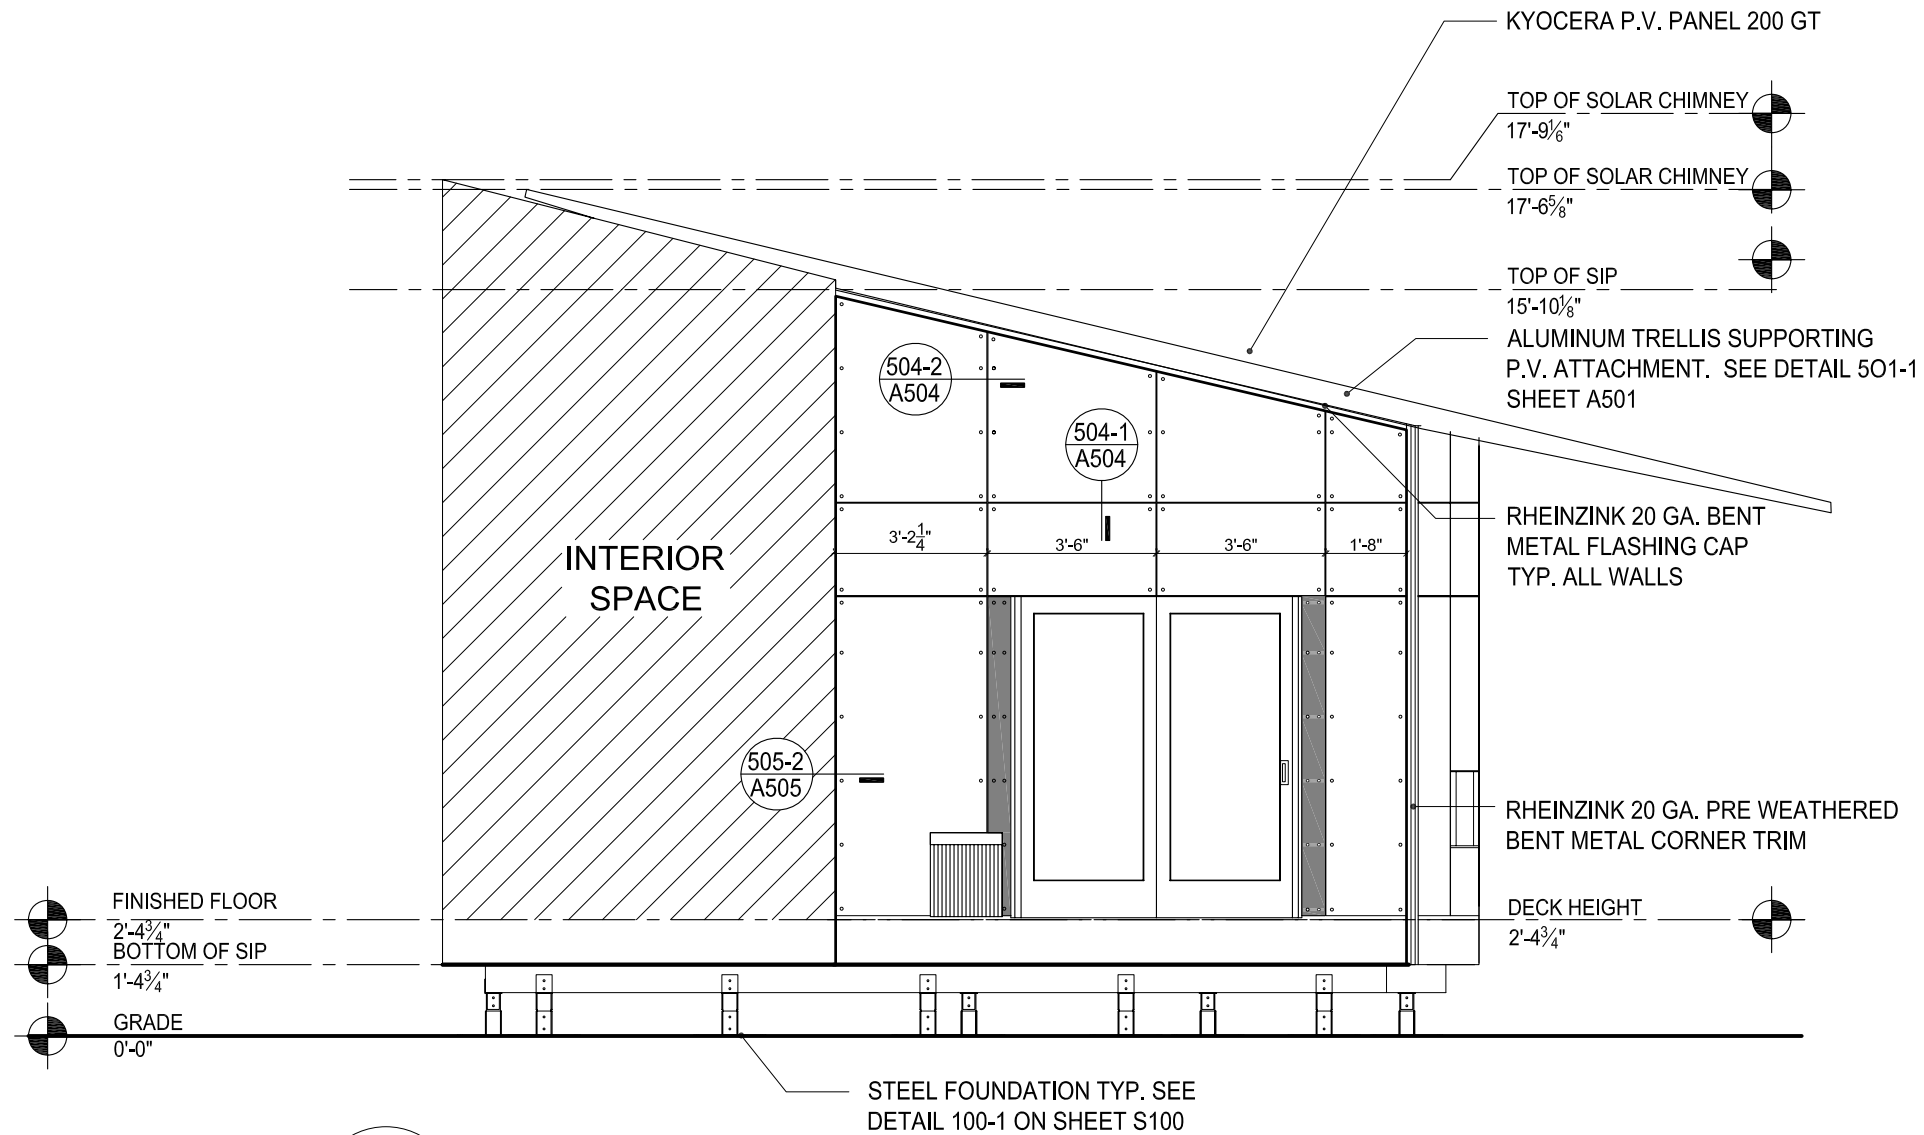 KYOCERA P.V. PANEL 200 GT
TOP OF SOLAR CHIMNEY
17'-9⅙"
TOP OF SOLAR CHIMNEY
17'-6⅝"
TOP OF SIP
15'-10⅛"
ALUMINUM TRELLIS SUPPORTING
P.V. ATTACHMENT. SEE DETAIL 5O1-1
SHEET A501
504-2
A504
504-1
A504
RHEINZINK 20 GA. BENT
METAL FLASHING CAP
TYP. ALL WALLS
3'-2¼"
3'-6"
3'-6"
1'-8"
INTERIOR
SPACE
505-2
A505
RHEINZINK 20 GA. PRE WEATHERED
BENT METAL CORNER TRIM
FINISHED FLOOR
2'-4¾"
BOTTOM OF SIP
1'-4¾"
GRADE
0'-0"
DECK HEIGHT
2'-4¾"
STEEL FOUNDATION TYP. SEE
DETAIL 100-1 ON SHEET S100